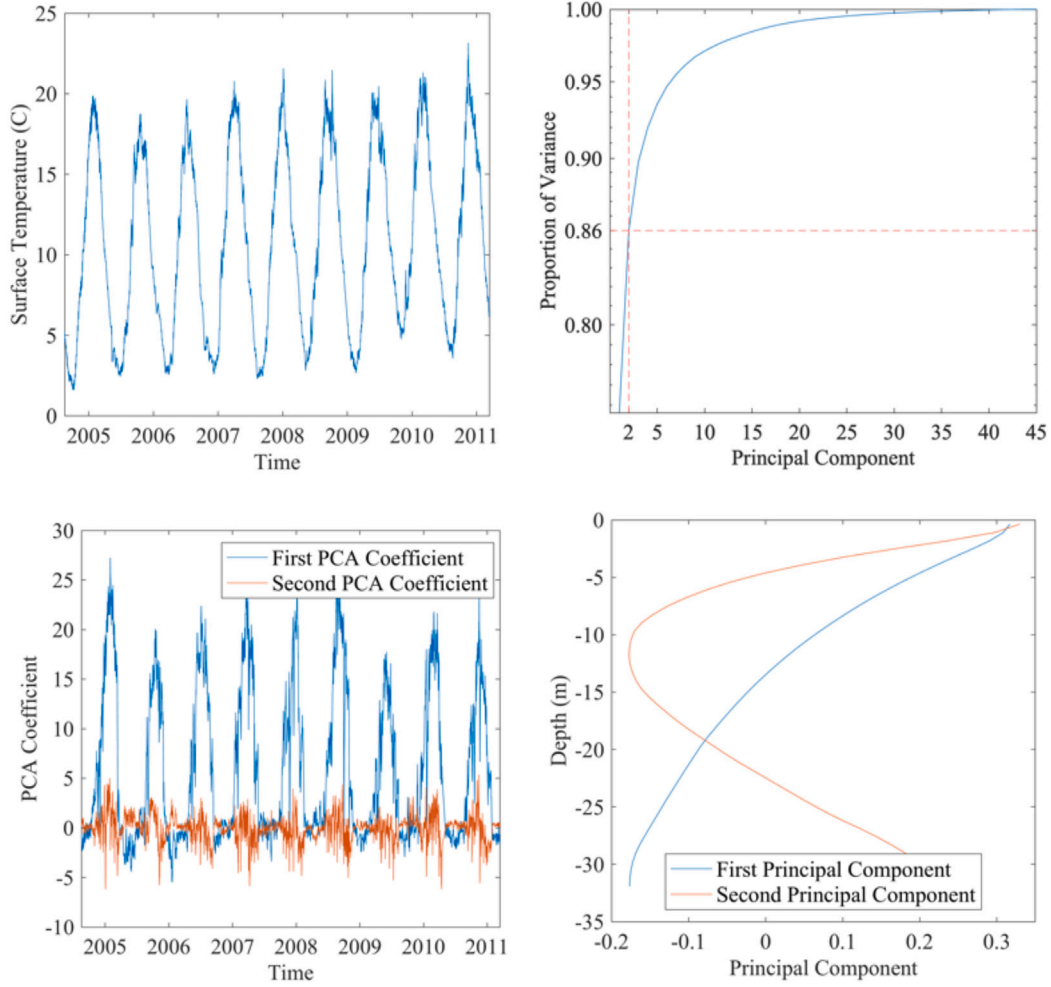 25
20
15
10
5
0
Surface Temperature (C)
2005 2006 2007 2008 2009 2010 2011
Time
1.00
0.95
0.90
0.86
0.80
Proportion of Variance
2 5 10 15 20 25 30 35 40 45
Principal Component
30
25
20
15
10
5
0
-5
-10
PCA Coefficient
First PCA Coefficient
Second PCA Coefficient
2005 2006 2007 2008 2009 2010 2011
Time
0
-5
-10
-15
-20
-25
-30
-35
Depth (m)
First Principal Component
Second Principal Component
-0.2 -0.1 0 0.1 0.2 0.3
Principal Component